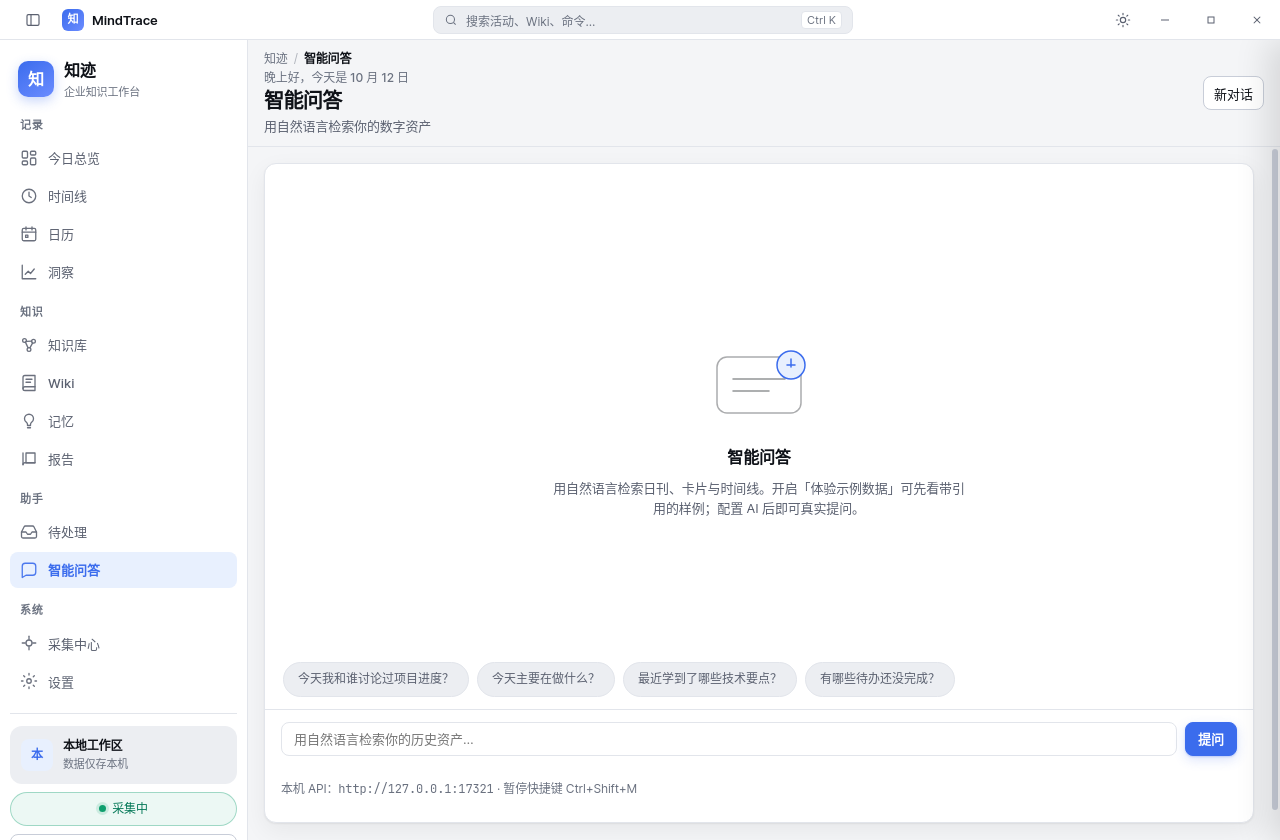 知 MindTrace
搜索活动、Wiki、命令... Ctrl K
知 知迹
企业知识工作台
记录
今日总览
时间线
日历
洞察
知识
知识库
Wiki
记忆
报告
助手
待处理
智能问答
系统
采集中心
设置
本 本地工作区
数据仅存本机
采集中
知迹 / 智能问答
晚上好，今天是 10 月 12 日
智能问答
用自然语言检索你的数字资产
新对话
智能问答
用自然语言检索日刊、卡片与时间线。开启「体验示例数据」可先看带引
用的样例；配置 AI 后即可真实提问。
今天我和谁讨论过项目进度？ 今天主要在做什么？ 最近学到了哪些技术要点？ 有哪些待办还没完成？
用自然语言检索你的历史资产... 提问
本机 API：http://127.0.0.1:17321 · 暂停快捷键 Ctrl+Shift+M